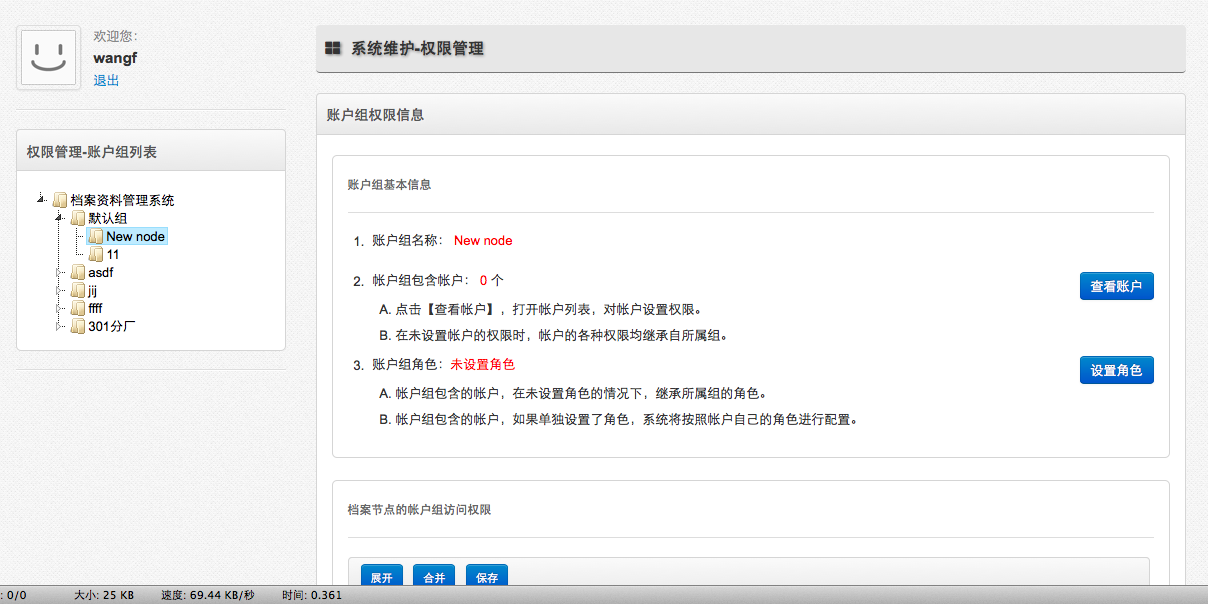 欢迎您:
wangf
退出
权限管理-账户组列表
档案资料管理系统
默认组
New node
11
asdf
jij
ffff
301分厂
系统维护-权限管理
账户组权限信息
账户组基本信息
1. 账户组名称： New node
2. 帐户组包含帐户： 0 个
查看账户
A. 点击【查看帐户】，打开帐户列表，对帐户设置权限。
B. 在未设置帐户的权限时，帐户的各种权限均继承自所属组。
3. 账户组角色：未设置角色
设置角色
A. 帐户组包含的帐户，在未设置角色的情况下，继承所属组的角色。
B. 帐户组包含的帐户，如果单独设置了角色，系统将按照帐户自己的角色进行配置。
档案节点的帐户组访问权限
展开 合并 保存
: 0/0 大小: 25 KB 速度: 69.44 KB/秒 时间: 0.361